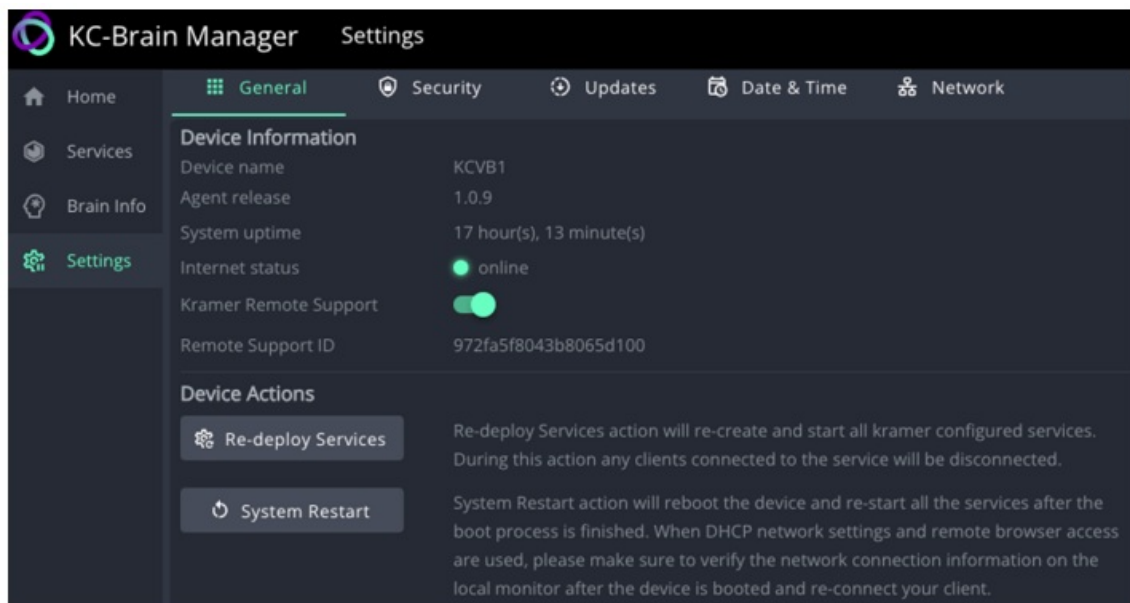 KC-Brain Manager Settings
Home
Services
Brain Info
Settings
General Security Updates Date & Time Network
Device Information
Device name KCVB1
Agent release 1.0.9
System uptime 17 hour(s), 13 minute(s)
Internet status online
Kramer Remote Support
Remote Support ID 972fa5f8043b8065d100
Device Actions
Re-deploy Services
Re-deploy Services action will re-create and start all kramer configured services.
During this action any clients connected to the service will be disconnected.
System Restart
System Restart action will reboot the device and re-start all the services after the
boot process is finished. When DHCP network settings and remote browser access
are used, please make sure to verify the network connection information on the
local monitor after the device is booted and re-connect your client.